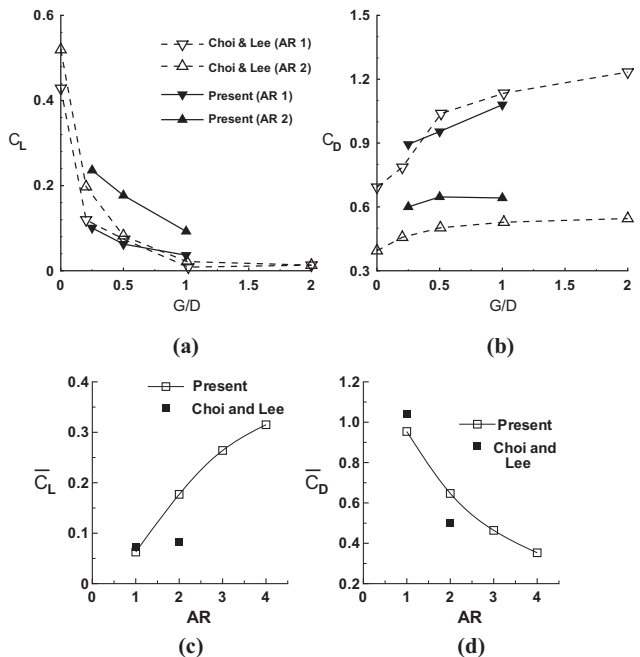 0.6
0.4
0.2
0
C_L
0 0.5 1 1.5 2
G/D
Choi & Lee (AR 1)
Choi & Lee (AR 2)
Present (AR 1)
Present (AR 2)
(a)
1.5
1.2
0.9
0.6
0.3
C_D
0 0.5 1 1.5 2
G/D
(b)
0.4
0.3
0.2
0.1
0
C_L
0 1 2 3 4 5
AR
Present
Choi and Lee
(c)
1.2
1.0
0.8
0.6
0.4
0.2
C_D
0 1 2 3 4 5
AR
Present
Choi and
Lee
(d)